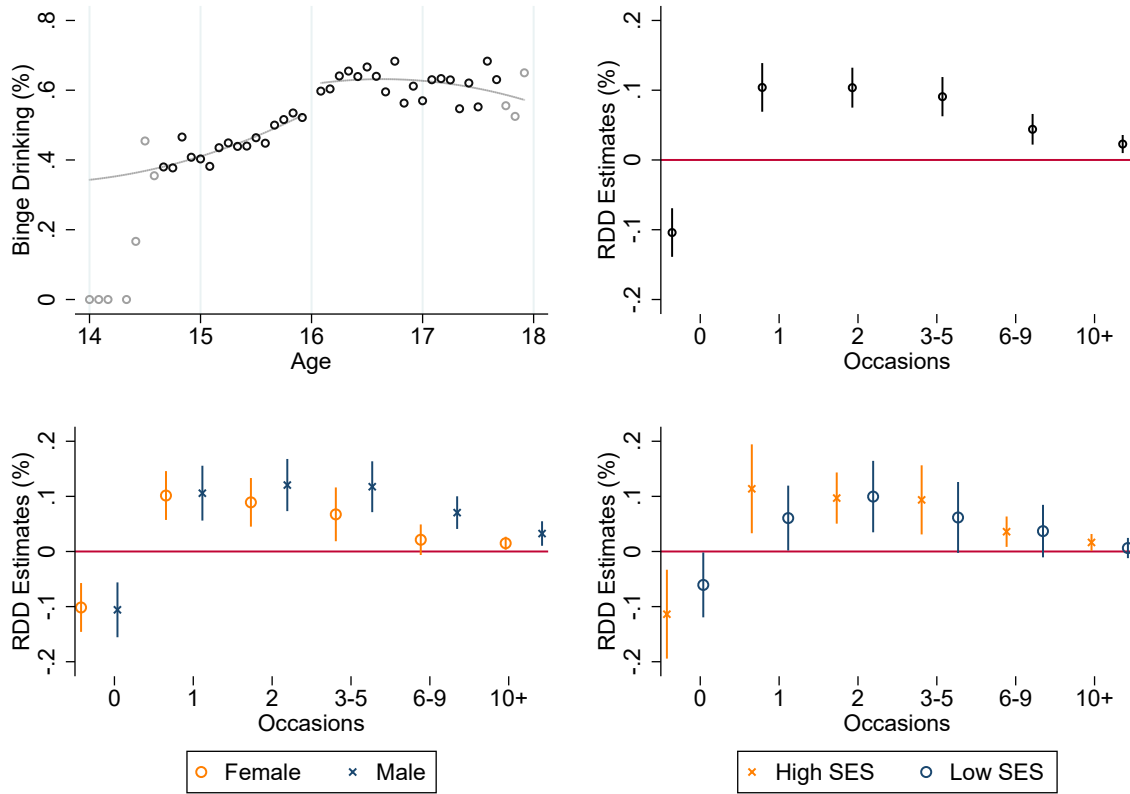 Binge Drinking (%)
.8
.6
.4
.2
0
14 15 16 17 18
Age
RDD Estimates (%)
.2
.1
0
-.1
-.2
0 1 2 3-5 6-9 10+
Occasions
RDD Estimates (%)
.2
.1
0
-.1
-.2
0 1 2 3-5 6-9 10+
Occasions
Female Male
RDD Estimates (%)
.2
.1
0
-.1
-.2
0 1 2 3-5 6-9 10+
Occasions
High SES Low SES